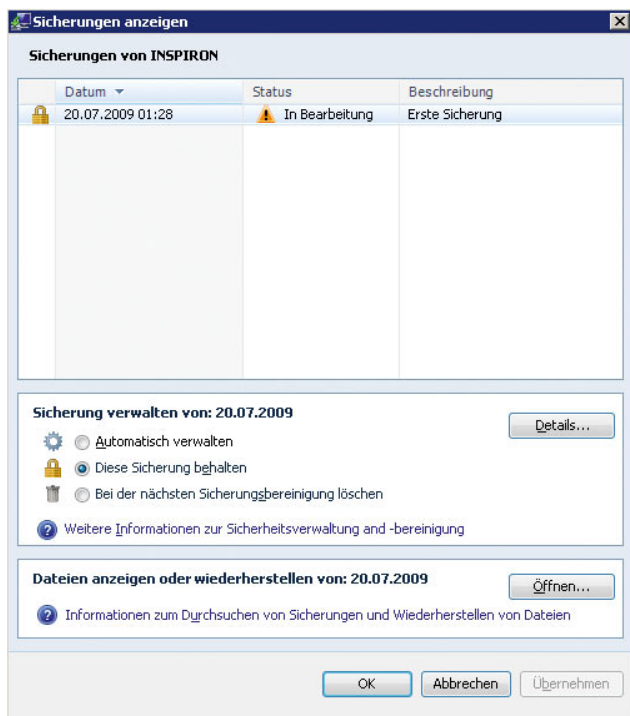 Sicherungen anzeigen
Sicherungen von INSPIRON
Datum Status Beschreibung
20.07.2009 01:28 In Bearbeitung Erste Sicherung
Sicherung verwalten von: 20.07.2009
Details...
Automatisch verwalten
Diese Sicherung behalten
Bei der nächsten Sicherungsbereinigung löschen
Weitere Informationen zur Sicherheitsverwaltung and -bereinigung
Dateien anzeigen oder wiederherstellen von: 20.07.2009
Öffnen...
Informationen zum Durchsuchen von Sicherungen und Wiederherstellen von Dateien
OK Abbrechen Übernehmen